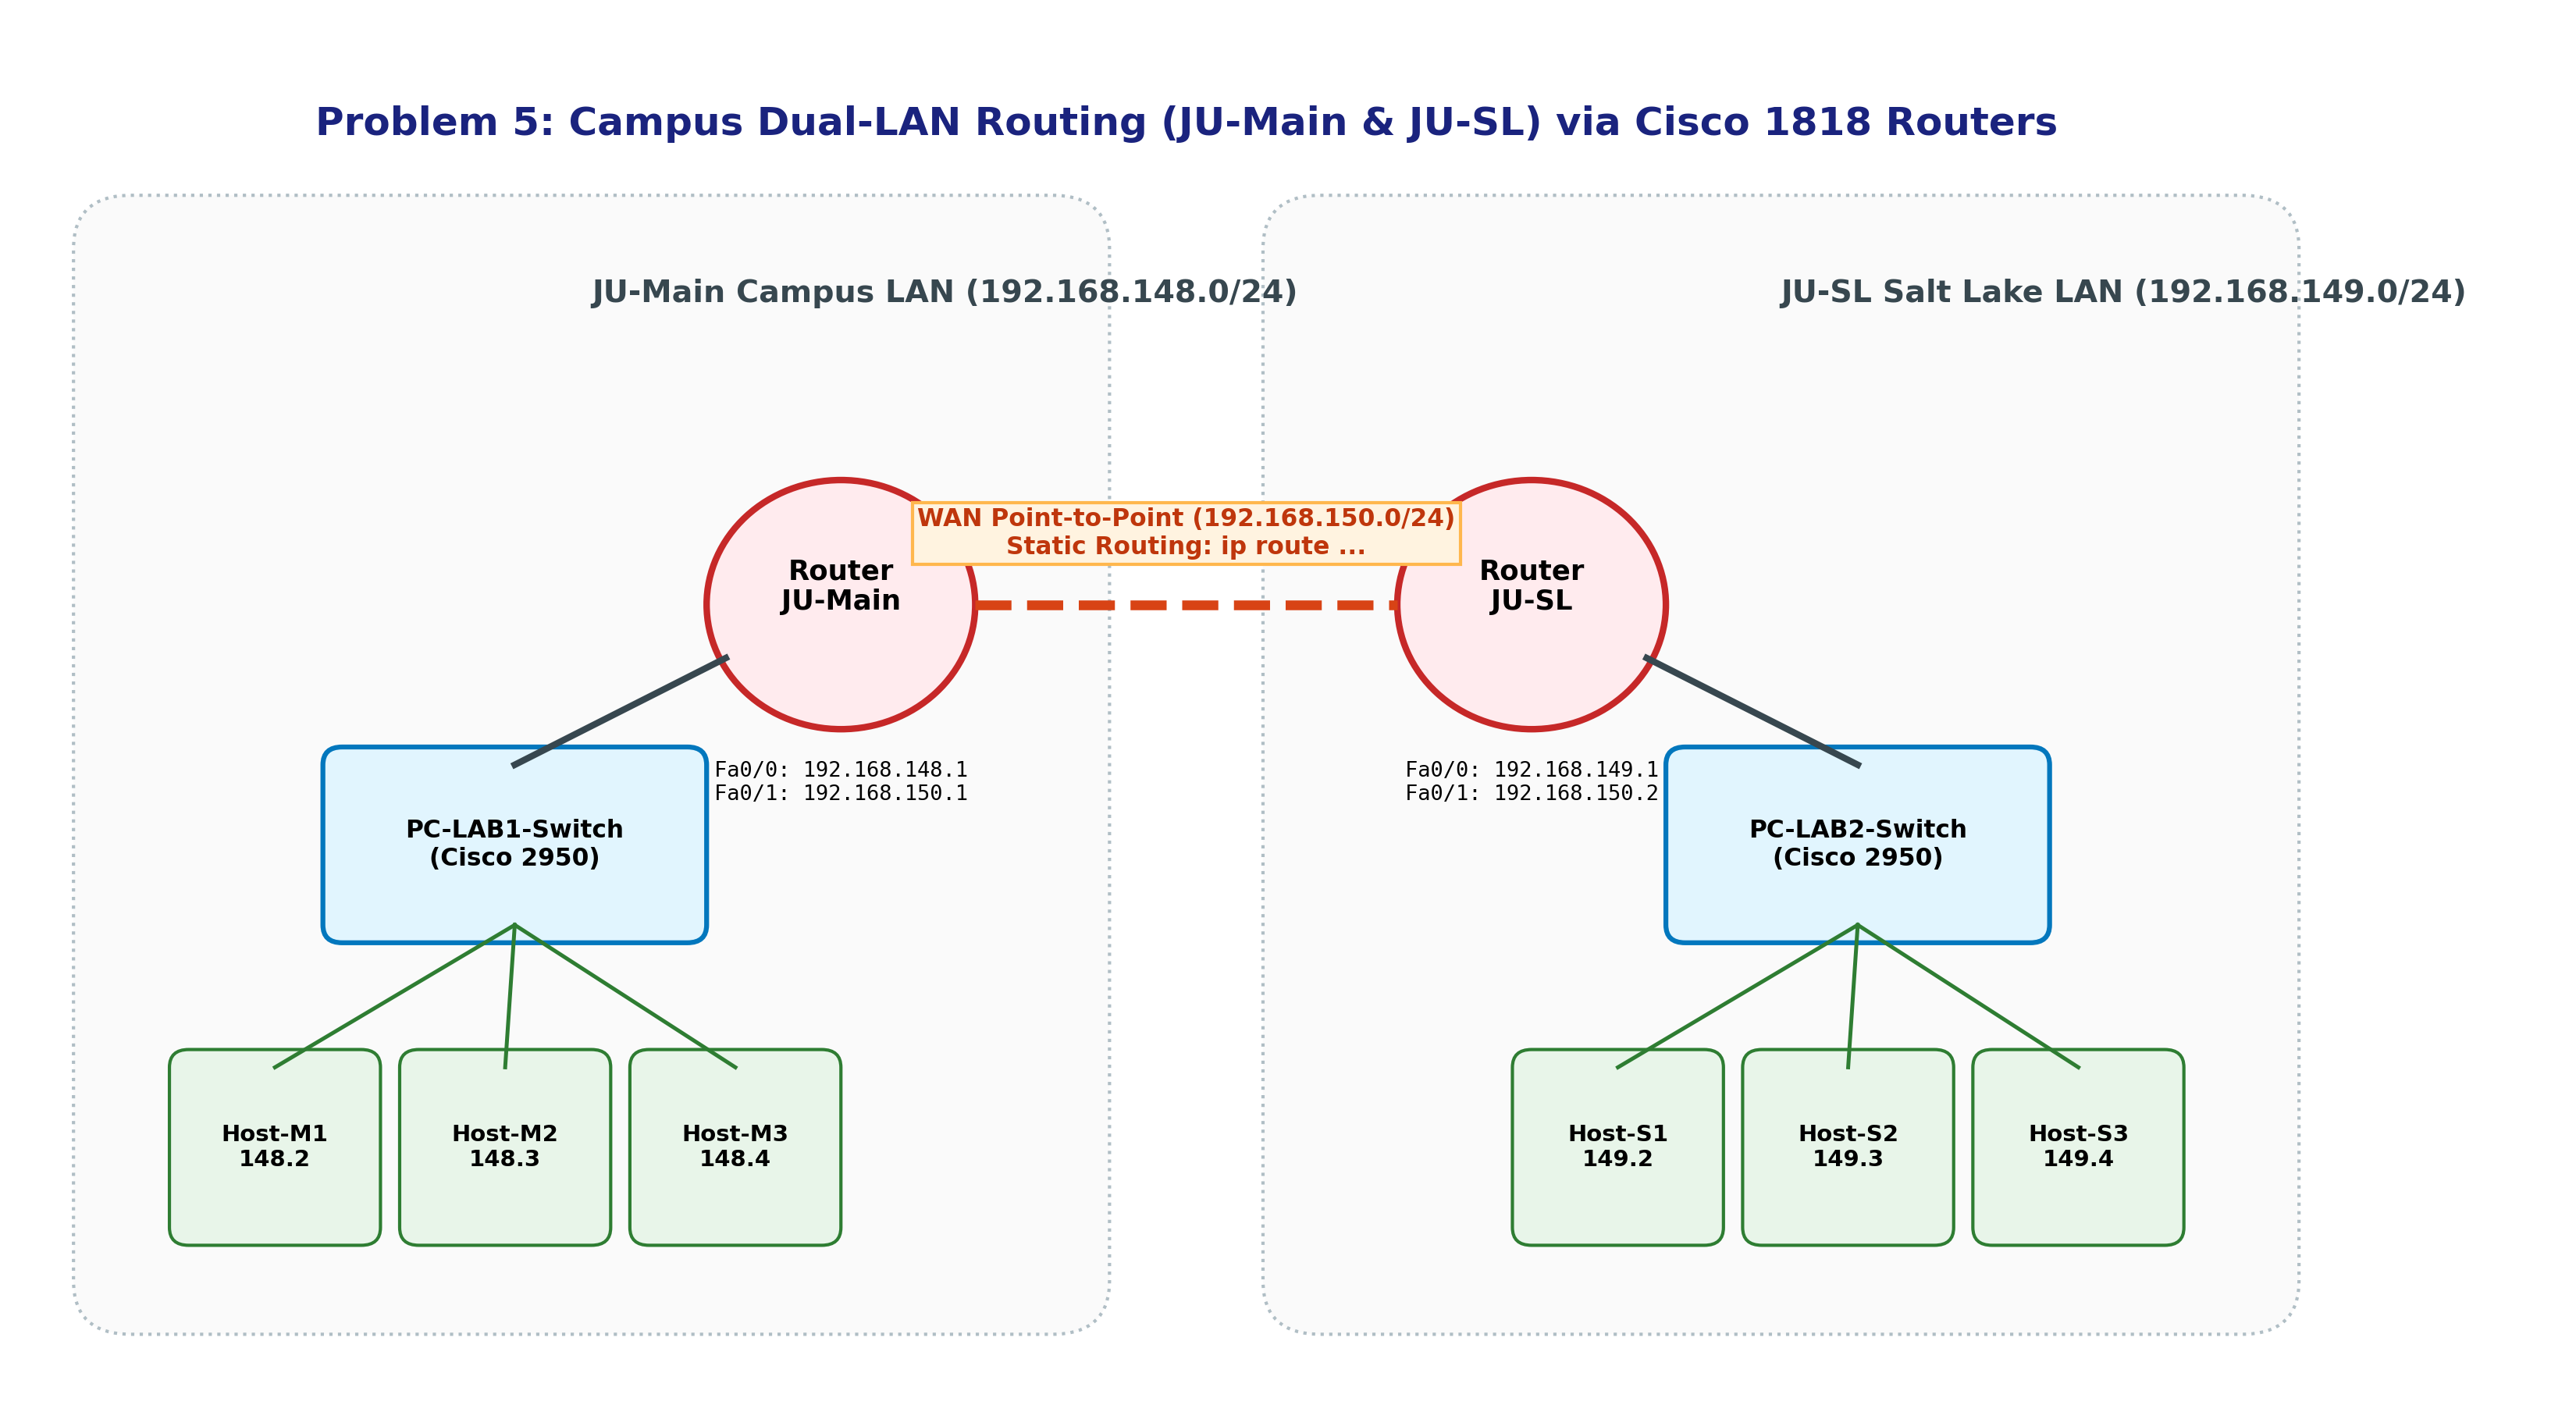 Problem 5: Campus Dual-LAN Routing (JU-Main & JU-SL) via Cisco 1818 Routers
JU-Main Campus LAN (192.168.148.0/24)
JU-SL Salt Lake LAN (192.168.149.0/24)
WAN Point-to-Point (192.168.150.0/24)
Static Routing: ip route ...
Router
JU-Main
Router
JU-SL
Fa0/0: 192.168.148.1
Fa0/1: 192.168.150.1
Fa0/0: 192.168.149.1
Fa0/1: 192.168.150.2
PC-LAB1-Switch
(Cisco 2950)
PC-LAB2-Switch
(Cisco 2950)
Host-M1
148.2
Host-M2
148.3
Host-M3
148.4
Host-S1
149.2
Host-S2
149.3
Host-S3
149.4